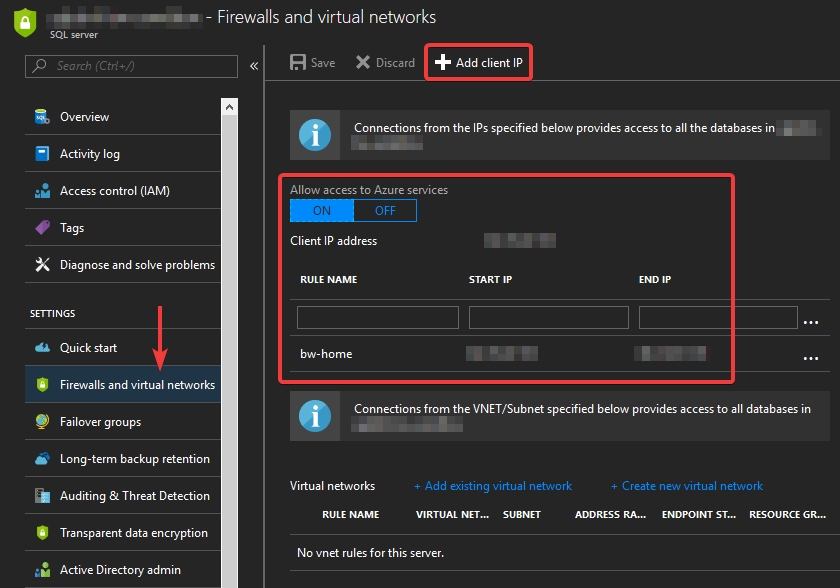 - Firewalls and virtual networks
SQL server
Search (Ctrl+/)
«
Save
Discard
Add client IP
Overview
Activity log
Access control (IAM)
Tags
Diagnose and solve problems
SETTINGS
Quick start
Firewalls and virtual networks
Failover groups
Long-term backup retention
Auditing & Threat Detection
Transparent data encryption
Active Directory admin
Connections from the IPs specified below provides access to all the databases in
Allow access to Azure services
ON OFF
Client IP address
RULE NAME START IP END IP
...
bw-home
...
Connections from the VNET/Subnet specified below provides access to all databases in
Virtual networks + Add existing virtual network + Create new virtual network
RULE NAME VIRTUAL NET... SUBNET ADDRESS RA... ENDPOINT ST... RESOURCE GR...
No vnet rules for this server.